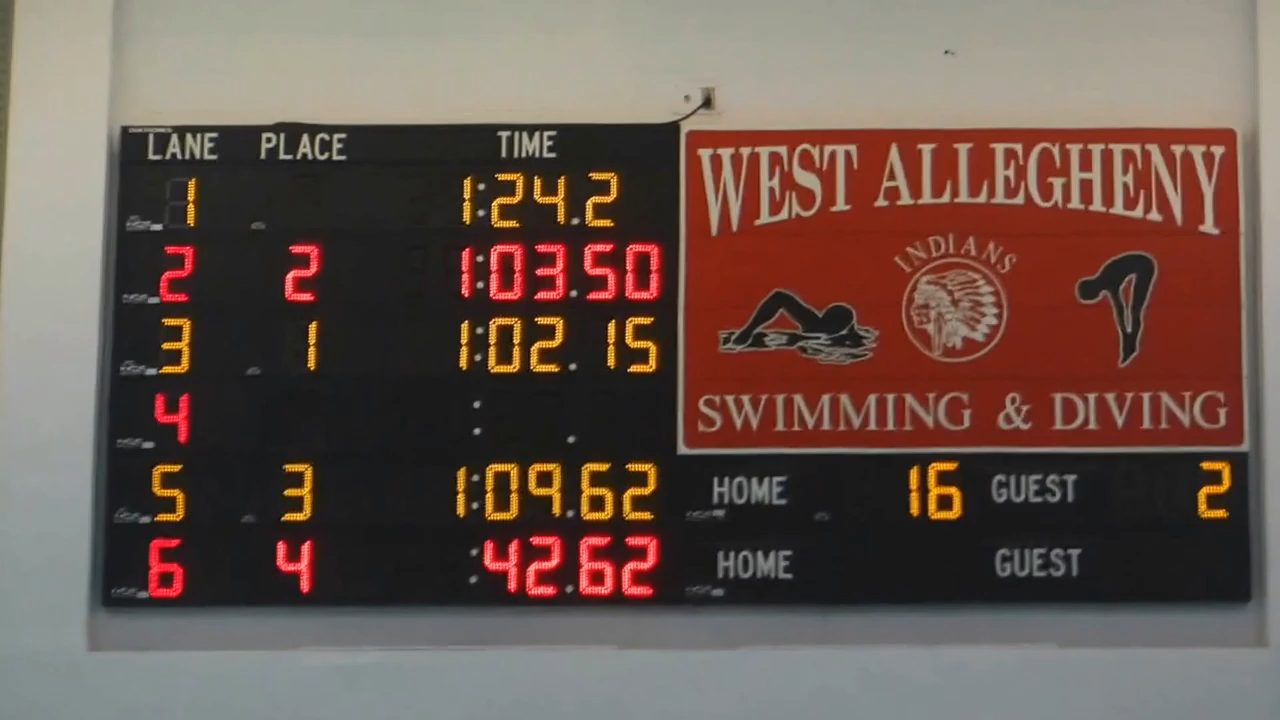 LANE PLACE TIME
1 1:24.2
2 2 1:03.50
3 1 1:02.15
4 : .
5 3 1:09.62
6 4 :42.62
WEST ALLEGHENY
INDIANS
SWIMMING & DIVING
HOME 16 GUEST 2
HOME GUEST